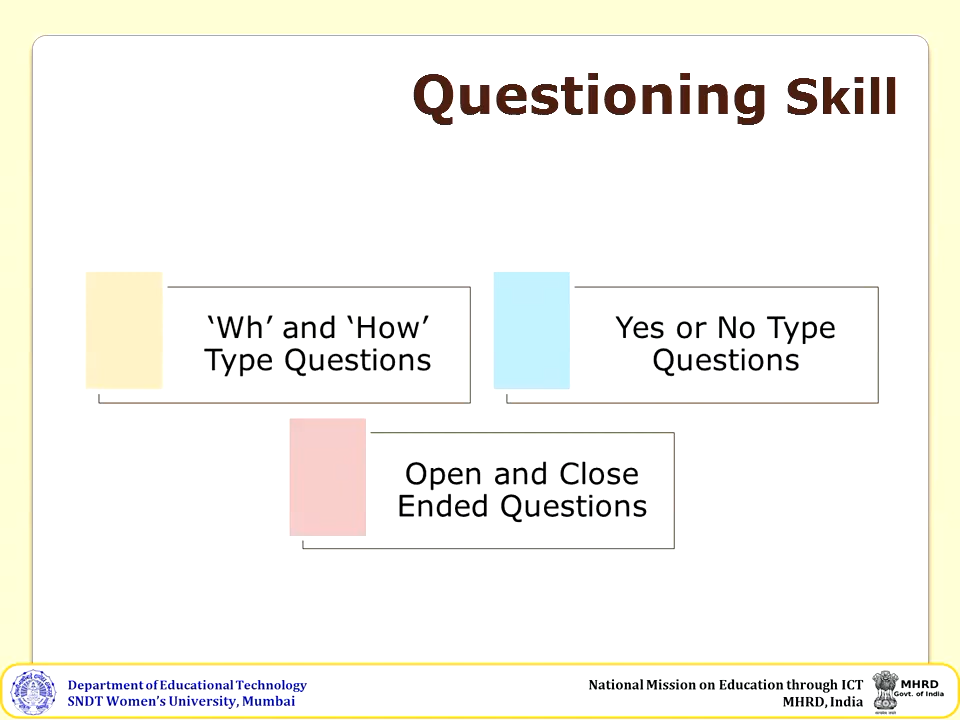 Questioning Skill
‘Wh’ and ‘How’
Type Questions
Yes or No Type
Questions
Open and Close
Ended Questions
Department of Educational Technology
SNDT Women’s University, Mumbai
National Mission on Education through ICT
MHRD, India
MHRD
Govt. of India